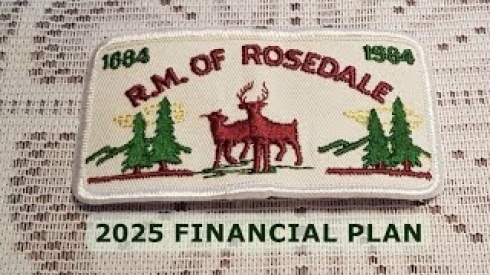 1884 1984
R.M. OF ROSEDALE
2025 FINANCIAL PLAN